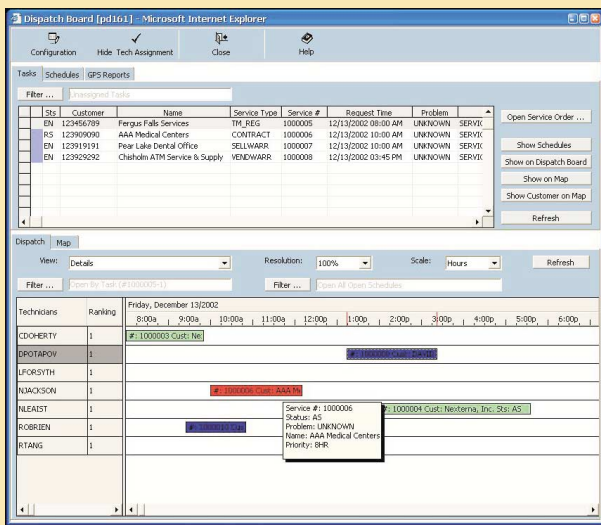 Dispatch Board [pd161] - Microsoft Internet Explorer
Configuration Hide Tech Assignment Close Help
Tasks Schedules GPS Reports
Filter ... Unassigned Tasks
Sts Customer Name Service Type Service # Request Time Problem
EN 123456789 Fergus Falls Service TM_REG 1000005 12/13/2002 08:00 AM UNKNOWN SERVIC
RS 123909090 AAA Medical Centers CONTRACT 1000006 12/13/2002 10:00 AM UNKNOWN SERVIC
EN 123919191 Pear Lake Dental Office SELLWARR 1000007 12/13/2002 10:00 AM UNKNOWN SERVIC
EN 123929292 Chisholm ATM Service & Supply VENDWARR 1000008 12/13/2002 03:45 PM UNKNOWN SERVIC
Open Service Order ...
Show Schedules
Show on Dispatch Board
Show on Map
Show Customer on Map
Refresh
Dispatch Map
View: Details Resolution: 100% Scale: Hours Refresh
Filter ... Open By Task (#1000005-1) Filter ... Open All Open Schedules
Technicians Ranking Friday, December 13/2002
8:00a 9:00a 10:00a 11:00a 12:00p 1:00p 2:00p 3:00p 4:00p 5:00p 6:00p
CDOHERTY 1 #: 1000003 Cust: Ne
DPOTAPOV 1 #: 1000009 Cust: DAVID
LFORSYTH 1
NJACKSON 1 #: 1000006 Cust: AAA Me
NLEAIST 1 #: 1000004 Cust: Nexterna, Inc. Sts: AS
ROBRIEN 1 #: 1000010 Cus
RTANG 1
Service #: 1000006
Status: AS
Problem: UNKNOWN
Name: AAA Medical Centers
Priority: 8HR